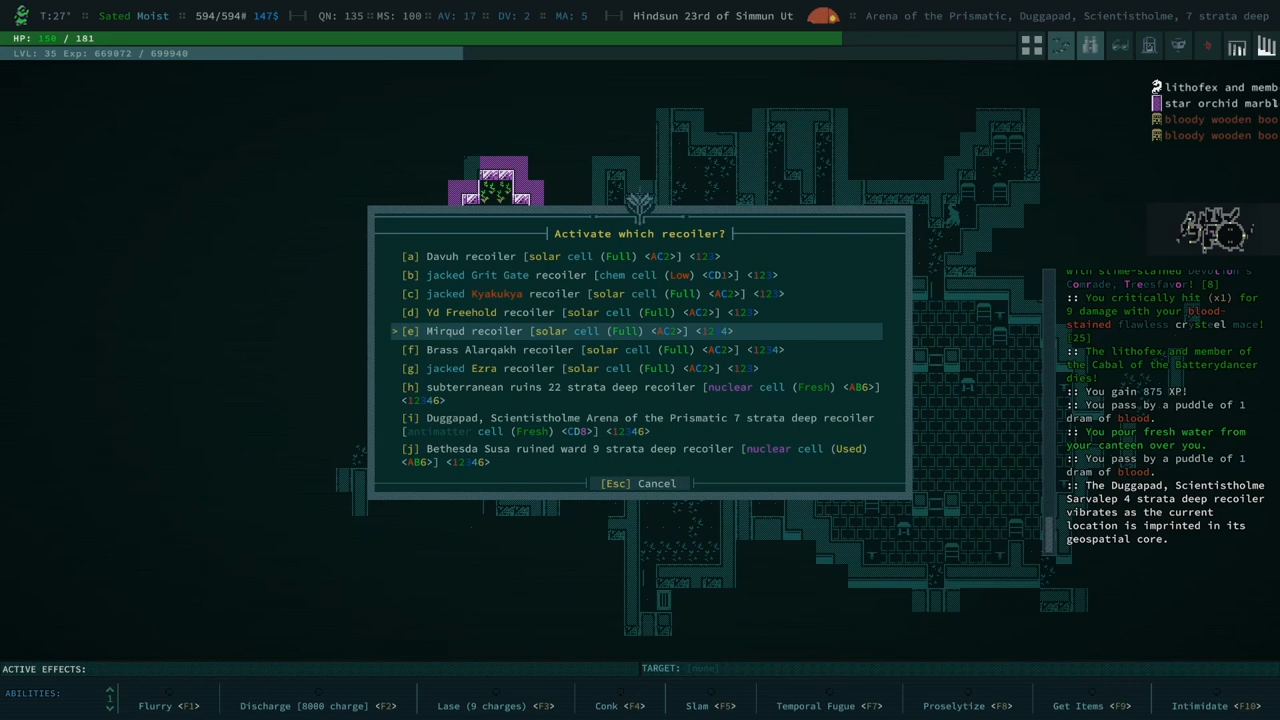 T:27° :: Sated Moist :: 594/594# 147$ QN: 135 :: MS: 100 :: AV: 17 :: DV: 2 :: MA: 5 Hindsun 23rd of Simmun Ut :: Arena of the Prismatic, Duggapad, Scientistholme, 7 strata deep
HP: 150 / 181
LVL: 35 Exp: 669072 / 699940
lithofex and memb
star orchid marbl
bloody wooden boo
bloody wooden boo
Activate which recoiler?
[a] Davuh recoiler [solar cell (Full) <AC2>] <123>
[b] jacked Grit Gate recoiler [chem cell (Low) <CD1>] <123>
[c] jacked Kyakukya recoiler [solar cell (Full) <AC2>] <123>
[d] Yd Freehold recoiler [solar cell (Full) <AC2>] <123>
> [e] Mirqud recoiler [solar cell (Full) <AC2>] <1234>
[f] Brass Alarqakh recoiler [solar cell (Full) <AC2>] <1234>
[g] jacked Ezra recoiler [solar cell (Full) <AC2>] <123>
[h] subterranean ruins 22 strata deep recoiler [nuclear cell (Fresh) <AB6>]
<12346>
[i] Duggapad, Scientistholme Arena of the Prismatic 7 strata deep recoiler
[antimatter cell (Fresh) <CD8>] <12346>
[j] Bethesda Susa ruined ward 9 strata deep recoiler [nuclear cell (Used)
<AB6>] <12346>
[Esc] Cancel
with slime-stained Devotion's
Comrade, Treesfavor! [8]
:: You critically hit (x1) for
9 damage with your blood-
stained flawless crysteel mace!
[25]
:: The lithofex and member of
the Cabal of the Batterydancer
dies!
:: You gain 875 XP!
:: You pass by a puddle of 1
dram of blood.
:: You pour fresh water from
your canteen over you.
:: You pass by a puddle of 1
dram of blood.
:: The Duggapad, Scientistholme
Sarvalep 4 strata deep recoiler
vibrates as the current
location is imprinted in its
geospatial core.
ACTIVE EFFECTS:
TARGET: [none]
ABILITIES: 1 Flurry <F1> Discharge [8000 charge] <F2> Lase (9 charges) <F3> Conk <F4> Slam <F5> Temporal Fugue <F7> Proselytize <F8> Get Items <F9> Intimidate <F10>